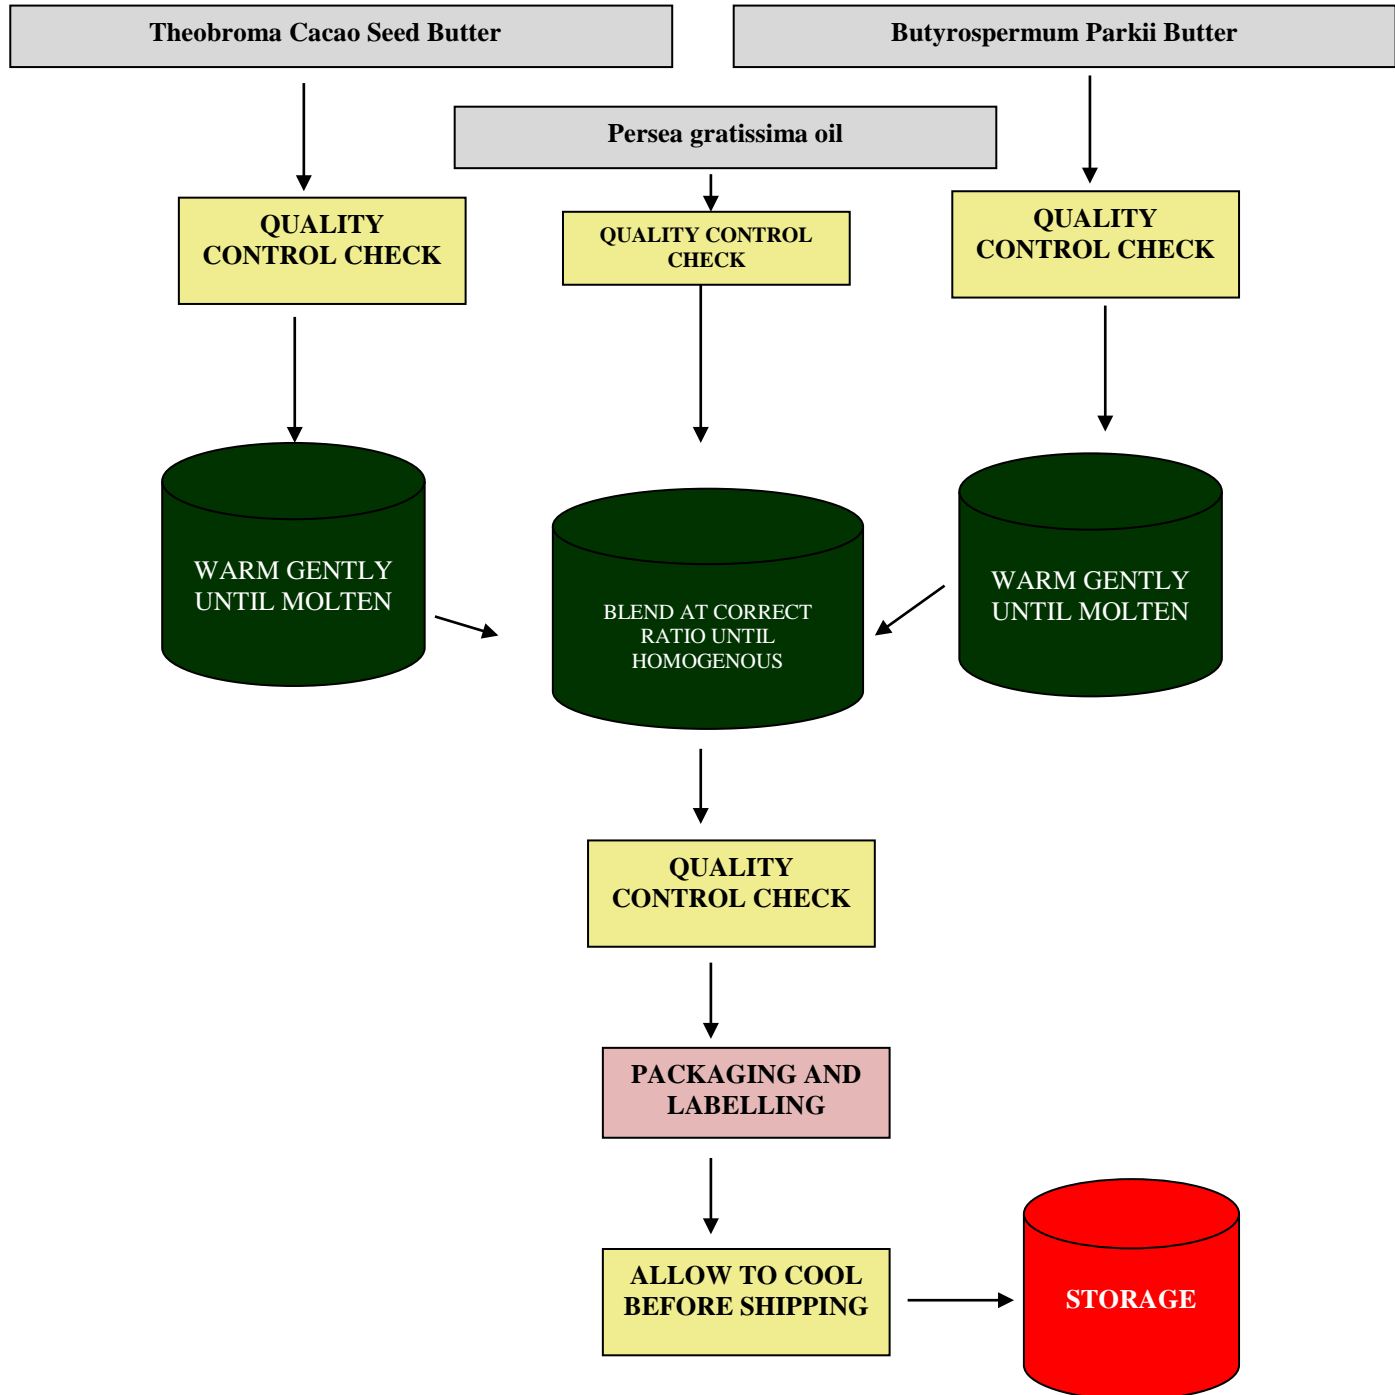 Theobroma Cacao Seed Butter
Butyrospermum Parkii Butter
Persea gratissima oil
QUALITY
CONTROL CHECK
QUALITY CONTROL
CHECK
QUALITY
CONTROL CHECK
WARM GENTLY
UNTIL MOLTEN
BLEND AT CORRECT
RATIO UNTIL
HOMOGENOUS
WARM GENTLY
UNTIL MOLTEN
QUALITY
CONTROL CHECK
PACKAGING AND
LABELLING
ALLOW TO COOL
BEFORE SHIPPING
STORAGE